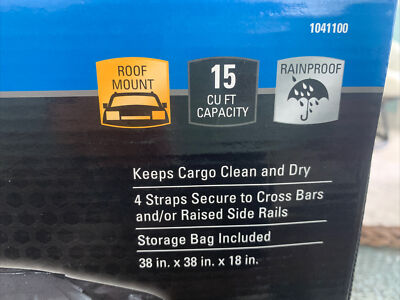 1041100
ROOF
MOUNT
15
CU FT
CAPACITY
RAINPROOF
Keeps Cargo Clean and Dry
4 Straps Secure to Cross Bars
and/or Raised Side Rails
Storage Bag Included
38 in. x 38 in. x 18 in.